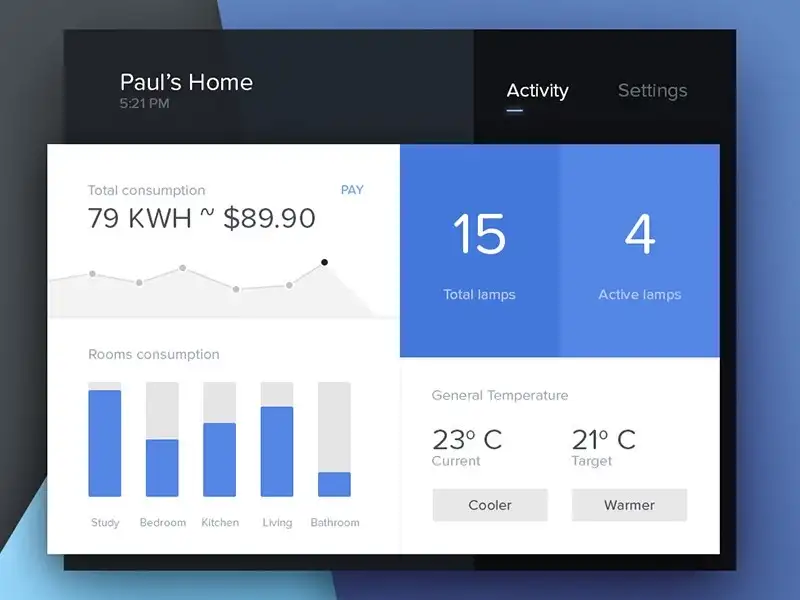 Paul's Home
5:21 PM
Activity Settings
Total consumption PAY
79 KWH ~ $89.90
15
Total lamps
4
Active lamps
Rooms consumption
Study Bedroom Kitchen Living Bathroom
General Temperature
23º C
Current
21º C
Target
Cooler Warmer